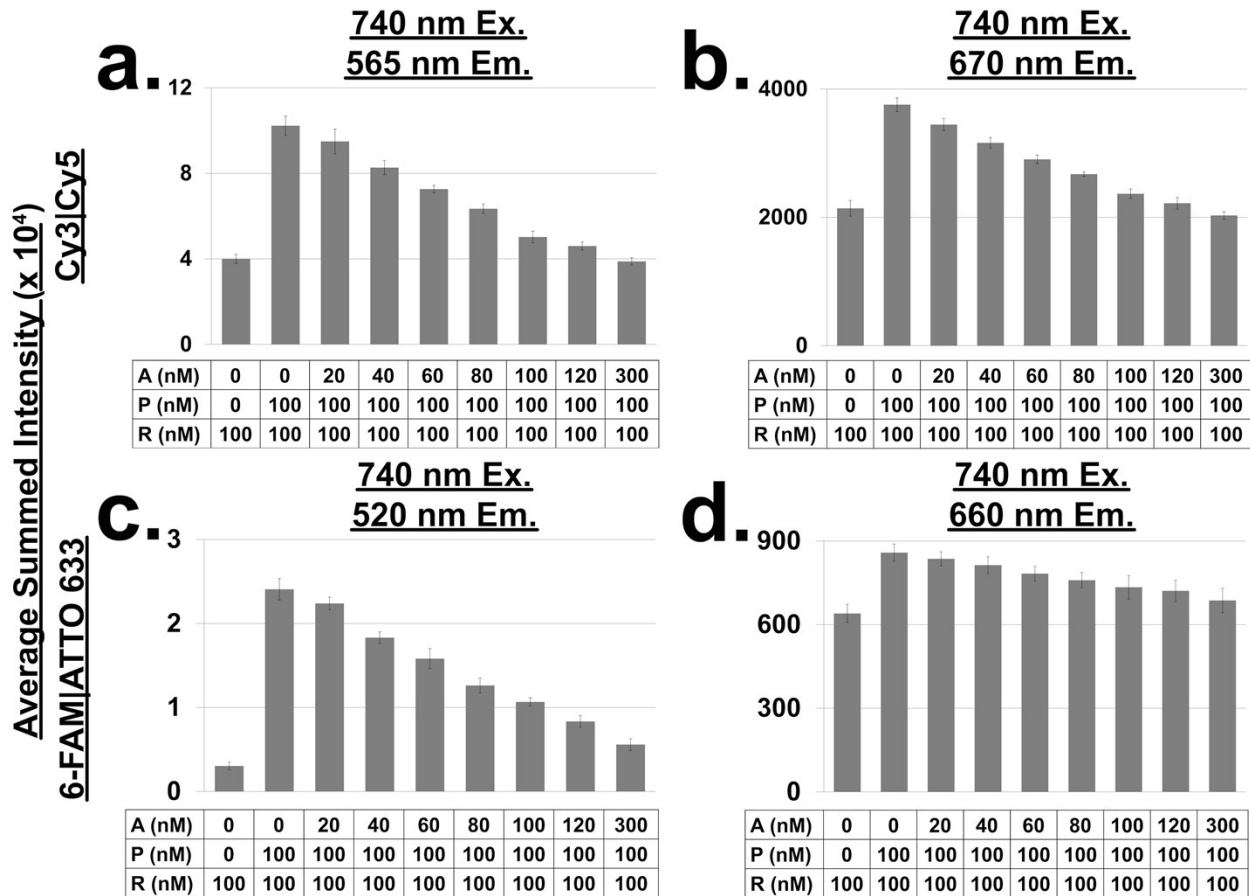 Average Summed Intensity (x 10⁴)
Cy3|Cy5
6-FAM|ATTO 633
a.
740 nm Ex.
565 nm Em.
12
8
4
0
A (nM) 0 0 20 40 60 80 100 120 300
P (nM) 0 100 100 100 100 100 100 100 100
R (nM) 100 100 100 100 100 100 100 100 100
b.
740 nm Ex.
670 nm Em.
4000
2000
0
A (nM) 0 0 20 40 60 80 100 120 300
P (nM) 0 100 100 100 100 100 100 100 100
R (nM) 100 100 100 100 100 100 100 100 100
c.
740 nm Ex.
520 nm Em.
3
2
1
0
A (nM) 0 0 20 40 60 80 100 120 300
P (nM) 0 100 100 100 100 100 100 100 100
R (nM) 100 100 100 100 100 100 100 100 100
d.
740 nm Ex.
660 nm Em.
900
600
300
0
A (nM) 0 0 20 40 60 80 100 120 300
P (nM) 0 100 100 100 100 100 100 100 100
R (nM) 100 100 100 100 100 100 100 100 100